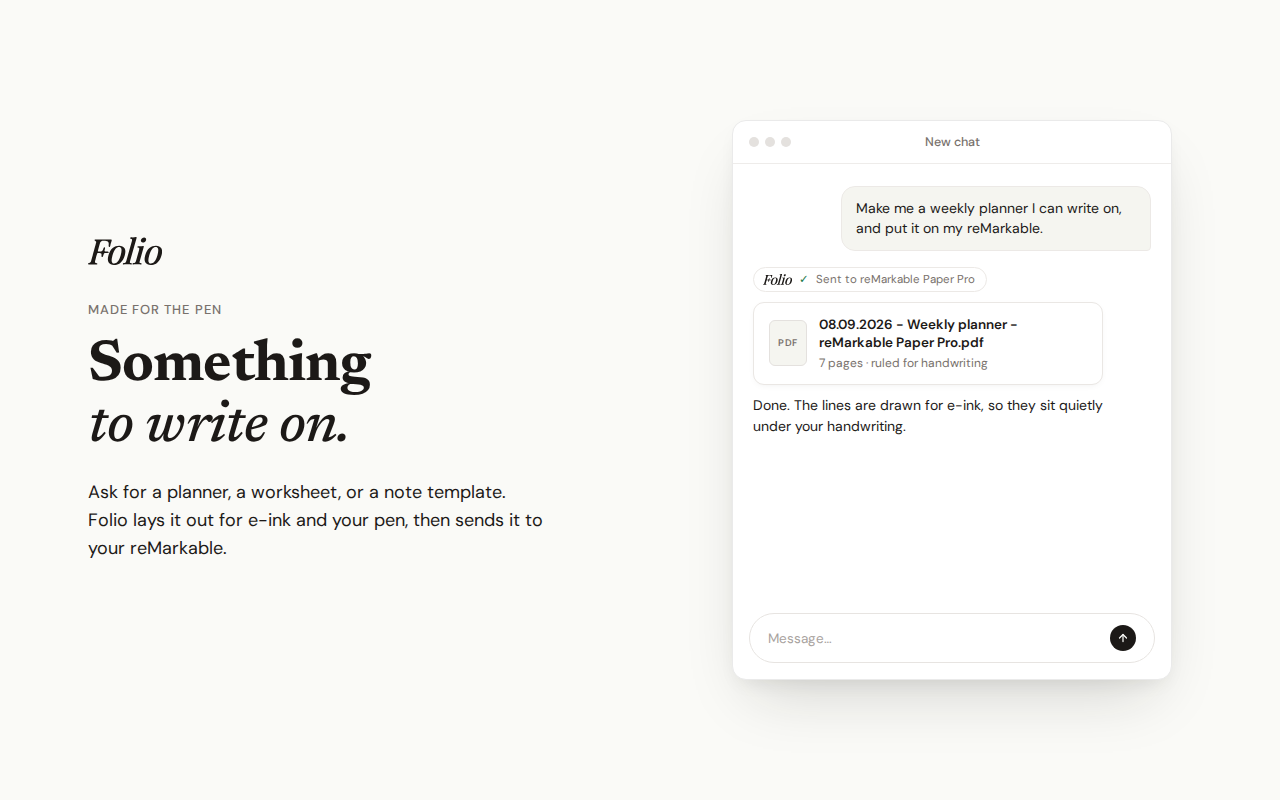 Folio
MADE FOR THE PEN
Something
to write on.
Ask for a planner, a worksheet, or a note template.
Folio lays it out for e-ink and your pen, then sends it to
your reMarkable.
New chat
Make me a weekly planner I can write on,
and put it on my reMarkable.
Folio ✓ Sent to reMarkable Paper Pro
PDF
08.09.2026 - Weekly planner -
reMarkable Paper Pro.pdf
7 pages · ruled for handwriting
Done. The lines are drawn for e-ink, so they sit quietly
under your handwriting.
Message…